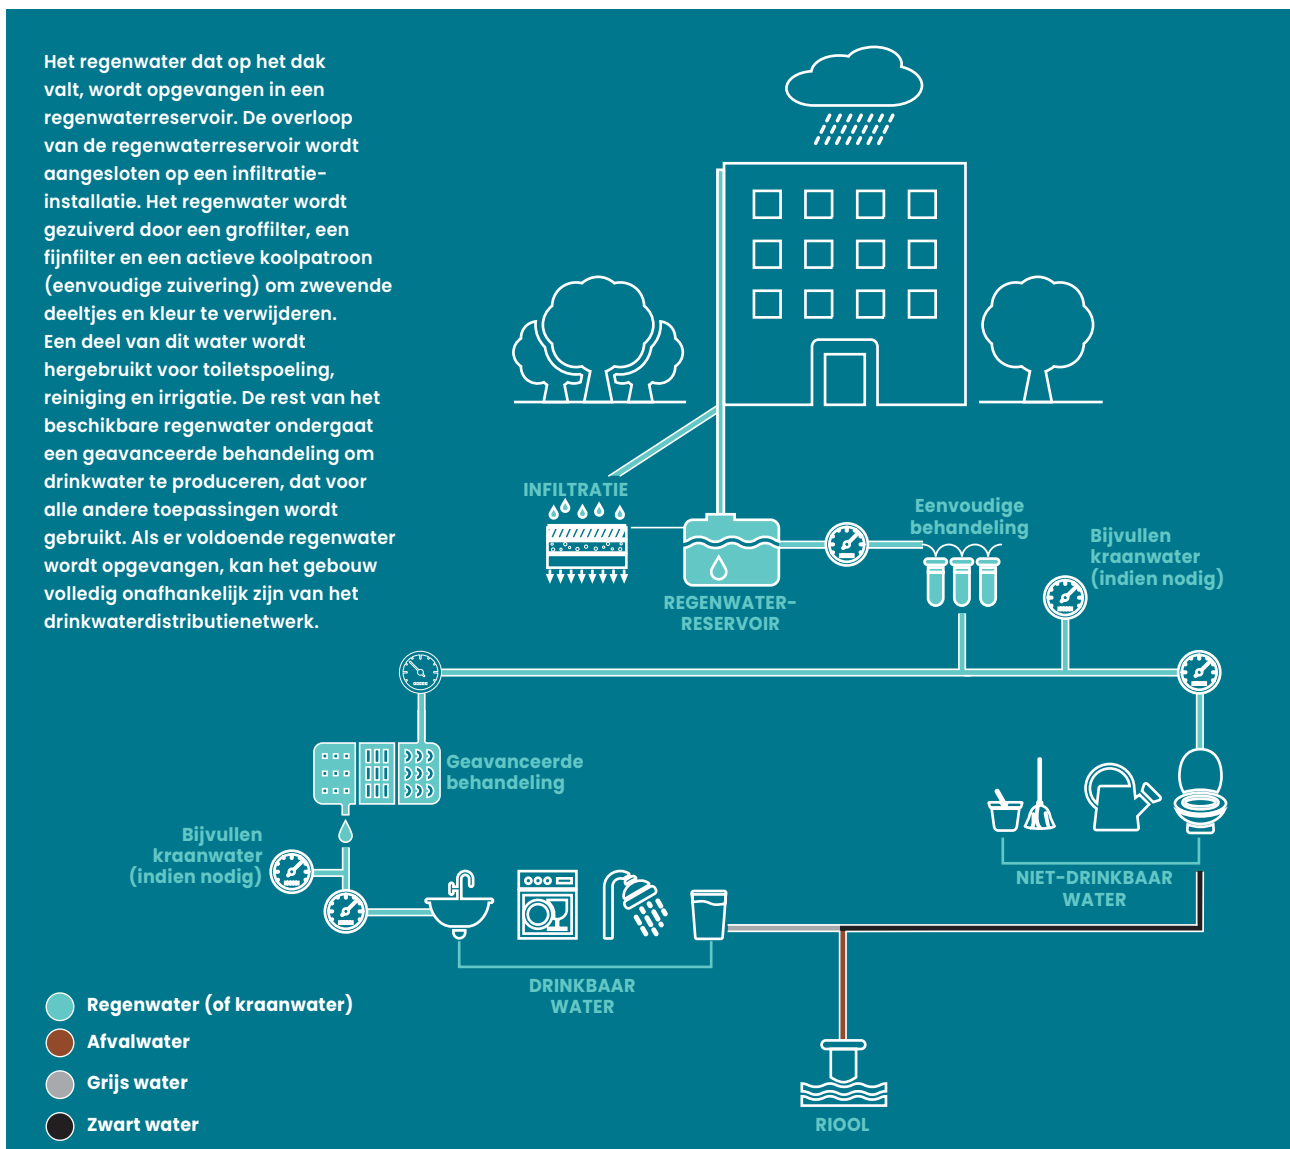 Het regenwater dat op het dak
valt, wordt opgevangen in een
regenwaterreservoir. De overloop
van de regenwaterreservoir wordt
aangesloten op een infiltratie-
installatie. Het regenwater wordt
gezuiverd door een groffilter, een
fijnfilter en een actieve koolpatroon
(eenvoudige zuivering) om zwevende
deeltjes en kleur te verwijderen.
Een deel van dit water wordt
hergebruikt voor toiletspoeling,
reiniging en irrigatie. De rest van het
beschikbare regenwater ondergaat
een geavanceerde behandeling om
drinkwater te produceren, dat voor
alle andere toepassingen wordt
gebruikt. Als er voldoende regenwater
wordt opgevangen, kan het gebouw
volledig onafhankelijk zijn van het
drinkwaterdistributienetwerk.
INFILTRATIE
REGENWATER-
RESERVOIR
Eenvoudige
behandeling
Bijvullen
kraanwater
(indien nodig)
Geavanceerde
behandeling
Bijvullen
kraanwater
(indien nodig)
NIET-DRINKBAAR
WATER
DRINKBAAR
WATER
RIOOL
Regenwater (of kraanwater)
Afvalwater
Grijs water
Zwart water